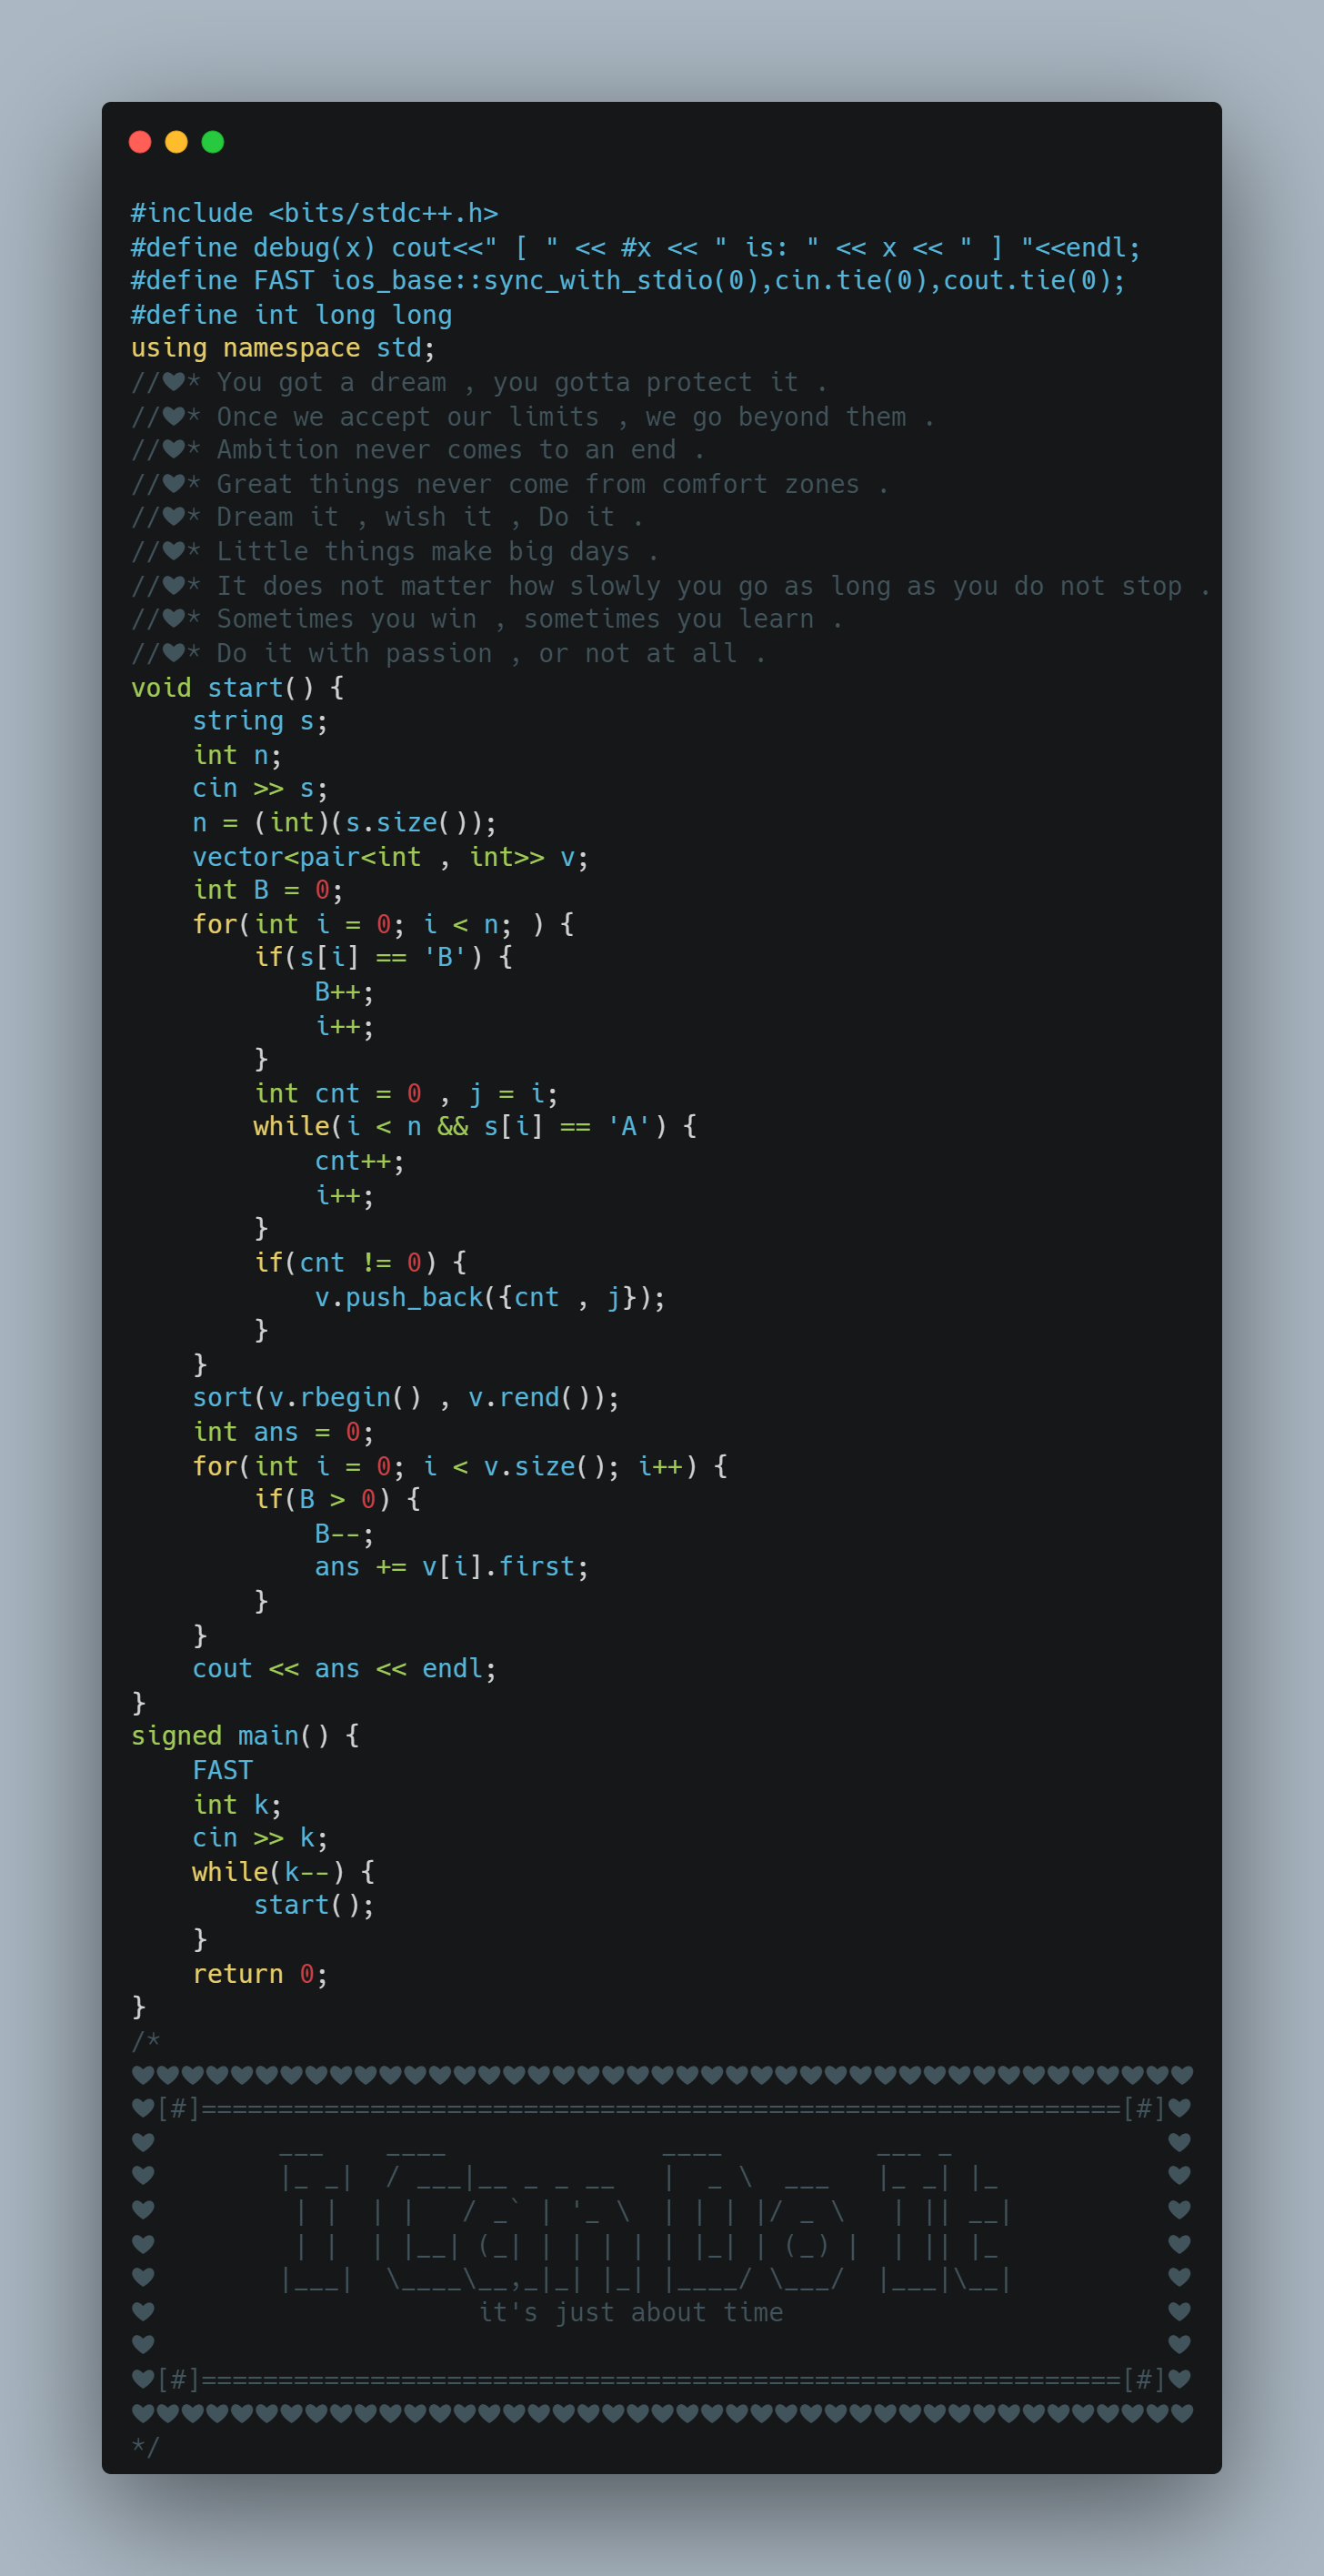 #include <bits/stdc++.h>
#define debug(x) cout<<" [ " << #x << " is: " << x << " ] "<<endl;
#define FAST ios_base::sync_with_stdio(0),cin.tie(0),cout.tie(0);
#define int long long
using namespace std;
//♥* You got a dream , you gotta protect it .
//♥* Once we accept our limits , we go beyond them .
//♥* Ambition never comes to an end .
//♥* Great things never come from comfort zones .
//♥* Dream it , wish it , Do it .
//♥* Little things make big days .
//♥* It does not matter how slowly you go as long as you do not stop .
//♥* Sometimes you win , sometimes you learn .
//♥* Do it with passion , or not at all .
void start() {
    string s;
    int n;
    cin >> s;
    n = (int)(s.size());
    vector<pair<int , int>> v;
    int B = 0;
    for(int i = 0; i < n; ) {
        if(s[i] == 'B') {
            B++;
            i++;
        }
        int cnt = 0 , j = i;
        while(i < n && s[i] == 'A') {
            cnt++;
            i++;
        }
        if(cnt != 0) {
            v.push_back({cnt , j});
        }
    }
    sort(v.rbegin() , v.rend());
    int ans = 0;
    for(int i = 0; i < v.size(); i++) {
        if(B > 0) {
            B--;
            ans += v[i].first;
        }
    }
    cout << ans << endl;
}
signed main() {
    FAST
    int k;
    cin >> k;
    while(k--) {
        start();
    }
    return 0;
}
/*
♥♥♥♥♥♥♥♥♥♥♥♥♥♥♥♥♥♥♥♥♥♥♥♥♥♥♥♥♥♥♥♥♥♥♥♥♥♥♥♥♥♥♥
♥[#]============================================================[#]♥
♥        ___    ____              ____          ___ _              ♥
♥        |_ _|  / ___|__ _ _ __   |  _ \  ___   |_ _| |_           ♥
♥         | |  | |   / _` | '_ \  | | | |/ _ \   | || __|          ♥
♥         | |  | |__| (_| | | | | | |_| | (_) |  | || |_           ♥
♥        |___|  \____\__,_|_| |_| |____/ \___/  |___|\__|          ♥
♥                     it's just about time                         ♥
♥                                                                  ♥
♥[#]============================================================[#]♥
♥♥♥♥♥♥♥♥♥♥♥♥♥♥♥♥♥♥♥♥♥♥♥♥♥♥♥♥♥♥♥♥♥♥♥♥♥♥♥♥♥♥♥
*/